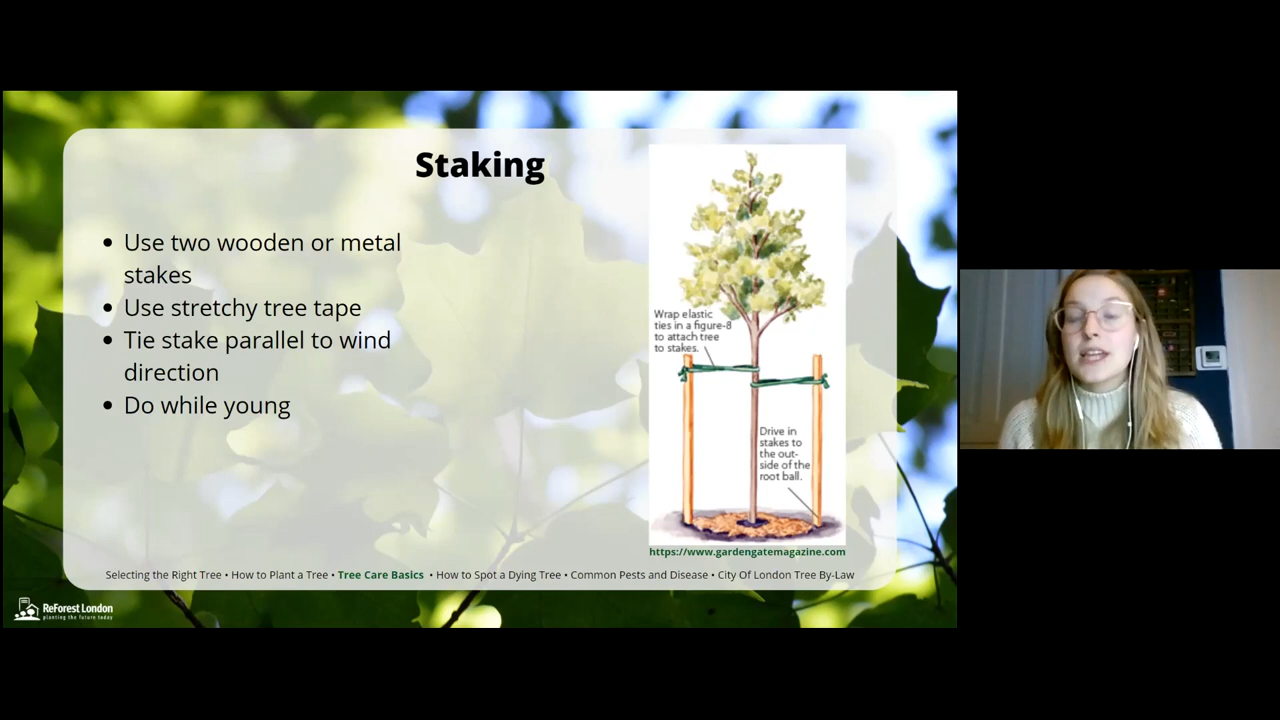 Staking
• Use two wooden or metal
stakes
• Use stretchy tree tape
• Tie stake parallel to wind
direction
• Do while young
Wrap elastic
ties in a figure-8
to attach tree
to stakes.
Drive in
stakes to
the out-
side of the
root ball.
https://www.gardengatemagazine.com
Selecting the Right Tree • How to Plant a Tree • Tree Care Basics • How to Spot a Dying Tree • Common Pests and Disease • City Of London Tree By-Law
ReForest London
planting the future today